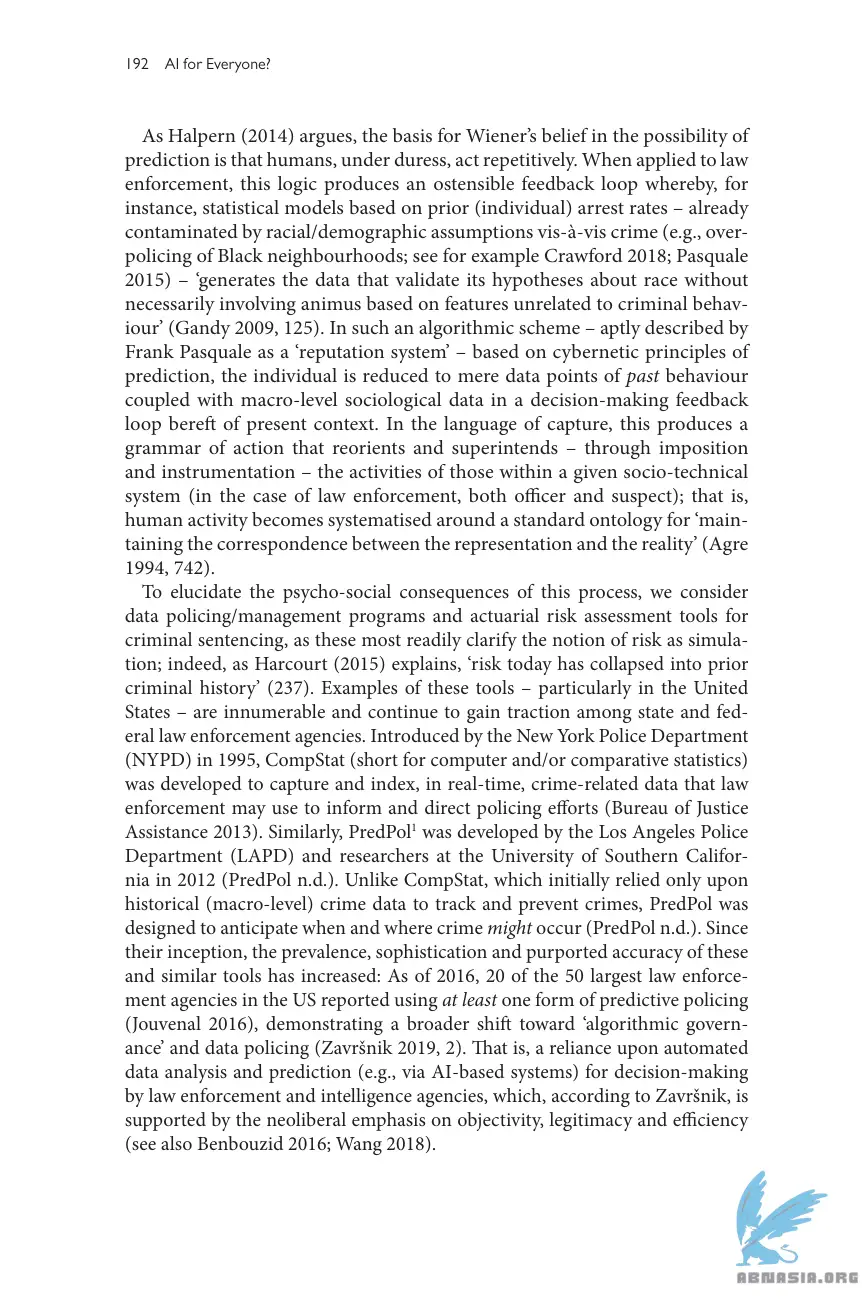 192 AI for Everyone?
As Halpern (2014) argues, the basis for Wiener’s belief in the possibility of
prediction is that humans, under duress, act repetitively. When applied to law
enforcement, this logic produces an ostensible feedback loop whereby, for
instance, statistical models based on prior (individual) arrest rates – already
contaminated by racial/demographic assumptions vis-à-vis crime (e.g., over-
policing of Black neighbourhoods; see for example Crawford 2018; Pasquale
2015) – ‘generates the data that validate its hypotheses about race without
necessarily involving animus based on features unrelated to criminal behav-
iour’ (Gandy 2009, 125). In such an algorithmic scheme – aptly described by
Frank Pasquale as a ‘reputation system’ – based on cybernetic principles of
prediction, the individual is reduced to mere data points of past behaviour
coupled with macro-level sociological data in a decision-making feedback
loop bereft of present context. In the language of capture, this produces a
grammar of action that reorients and superintends – through imposition
and instrumentation – the activities of those within a given socio-technical
system (in the case of law enforcement, both officer and suspect); that is,
human activity becomes systematised around a standard ontology for ‘main-
taining the correspondence between the representation and the reality’ (Agre
1994, 742).
To elucidate the psycho-social consequences of this process, we consider
data policing/management programs and actuarial risk assessment tools for
criminal sentencing, as these most readily clarify the notion of risk as simula-
tion; indeed, as Harcourt (2015) explains, ‘risk today has collapsed into prior
criminal history’ (237). Examples of these tools – particularly in the United
States – are innumerable and continue to gain traction among state and fed-
eral law enforcement agencies. Introduced by the New York Police Department
(NYPD) in 1995, CompStat (short for computer and/or comparative statistics)
was developed to capture and index, in real-time, crime-related data that law
enforcement may use to inform and direct policing efforts (Bureau of Justice
Assistance 2013). Similarly, PredPol¹ was developed by the Los Angeles Police
Department (LAPD) and researchers at the University of Southern Califor-
nia in 2012 (PredPol n.d.). Unlike CompStat, which initially relied only upon
historical (macro-level) crime data to track and prevent crimes, PredPol was
designed to anticipate when and where crime might occur (PredPol n.d.). Since
their inception, the prevalence, sophistication and purported accuracy of these
and similar tools has increased: As of 2016, 20 of the 50 largest law enforce-
ment agencies in the US reported using at least one form of predictive policing
(Jouvenal 2016), demonstrating a broader shift toward ‘algorithmic govern-
ance’ and data policing (Završnik 2019, 2). That is, a reliance upon automated
data analysis and prediction (e.g., via AI-based systems) for decision-making
by law enforcement and intelligence agencies, which, according to Završnik, is
supported by the neoliberal emphasis on objectivity, legitimacy and efficiency
(see also Benbouzid 2016; Wang 2018).
ABNASIA.ORG